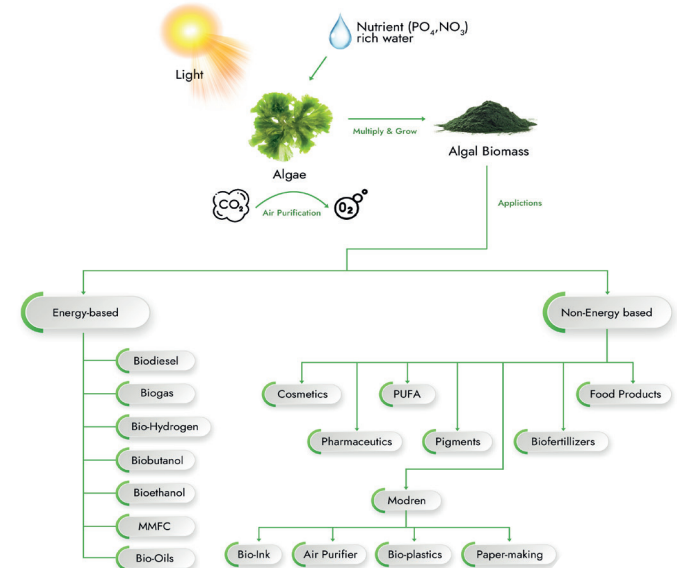 Nutrient (PO4,NO3)
rich water
Light
Multiply & Grow
Algal Biomass
Algae
CO2
Air Purification
O2
Applictions
Energy-based
Non-Energy based
Biodiesel
Biogas
Bio-Hydrogen
Biobutanol
Bioethanol
MMFC
Bio-Oils
Cosmetics
PUFA
Food Products
Pharmaceutics
Pigments
Biofertillizers
Modren
Bio-Ink
Air Purifier
Bio-plastics
Paper-making